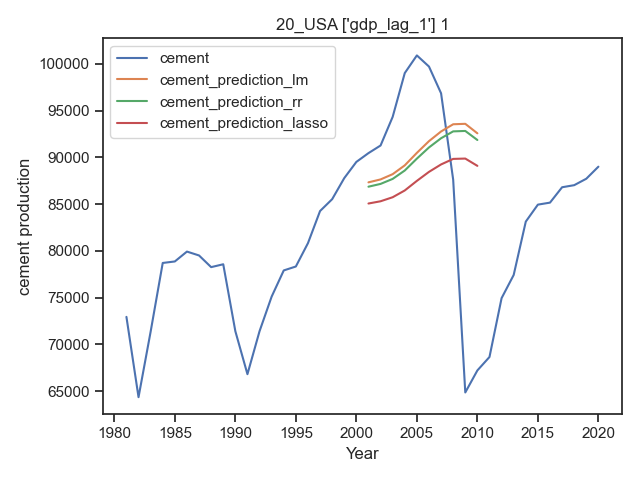 20_USA ['gdp_lag_1'] 1
cement
cement_prediction_lm
cement_prediction_rr
cement_prediction_lasso
100000
95000
90000
85000
80000
75000
70000
65000
cement production
1980 1985 1990 1995 2000 2005 2010 2015 2020
Year